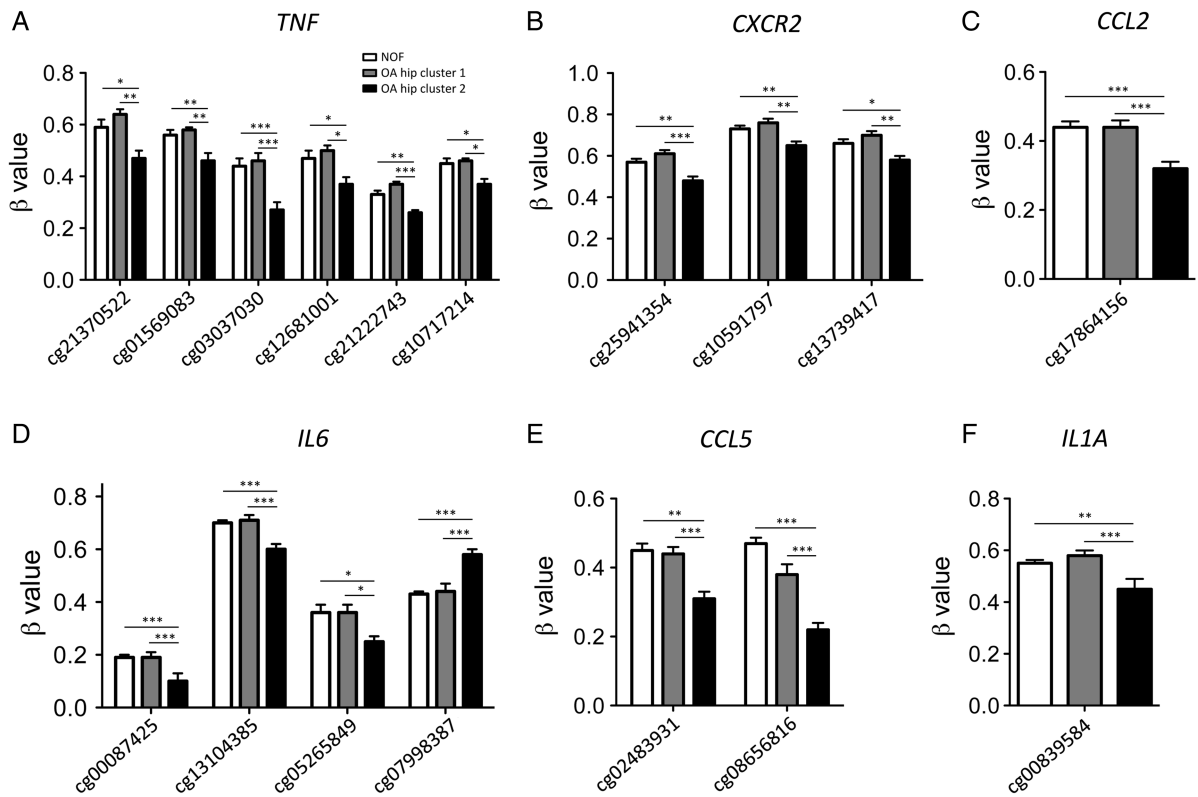 A
TNF
NOF
OA hip cluster 1
OA hip cluster 2
β value
0.8
0.6
0.4
0.2
0.0
* ** ** ** *** *** * * ** *** * *
cg21370522 cg01569083 cg03037030 cg12681001 cg21222743 cg10717214
B
CXCR2
β value
1.0
0.8
0.6
0.4
0.2
0.0
** *** ** ** * **
cg25941354 cg10591797 cg13739417
C
CCL2
β value
0.6
0.4
0.2
0.0
***
***
cg17864156
D
IL6
β value
0.8
0.6
0.4
0.2
0.0
*** *** *** *** * * *** ***
cg00087425 cg13104385 cg05265849 cg07998387
E
CCL5
β value
0.6
0.4
0.2
0.0
** *** *** ***
cg02483931 cg08656816
F
IL1A
β value
0.8
0.6
0.4
0.2
0.0
**
***
cg00839584